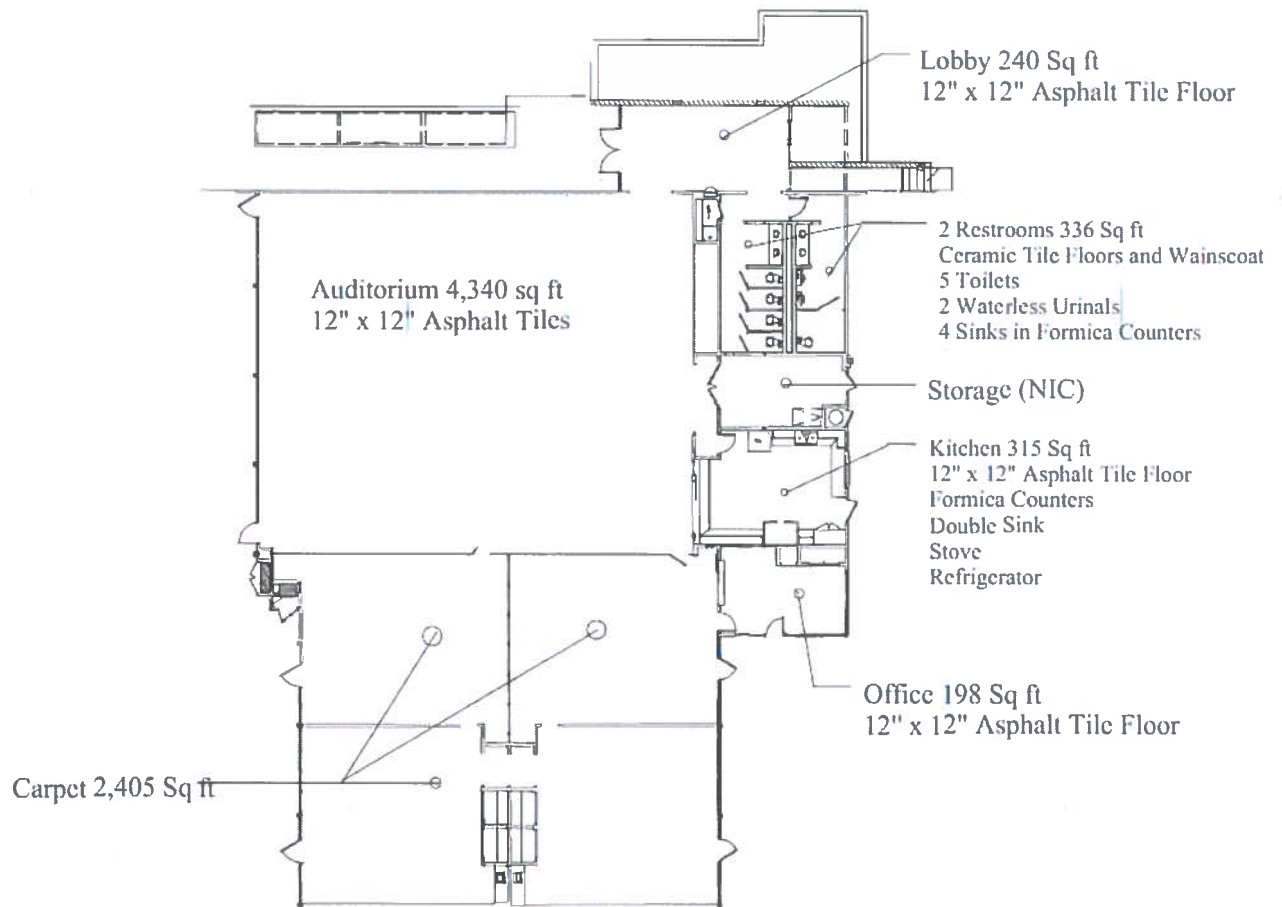 Lobby 240 Sq ft
12" x 12" Asphalt Tile Floor
2 Restrooms 336 Sq ft
Ceramic Tile Floors and Wainscoat
5 Toilets
2 Waterless Urinals
4 Sinks in Formica Counters
Auditorium 4,340 sq ft
12" x 12" Asphalt Tiles
Storage (NIC)
Kitchen 315 Sq ft
12" x 12" Asphalt Tile Floor
Formica Counters
Double Sink
Stove
Refrigerator
Office 198 Sq ft
12" x 12" Asphalt Tile Floor
Carpet 2,405 Sq ft